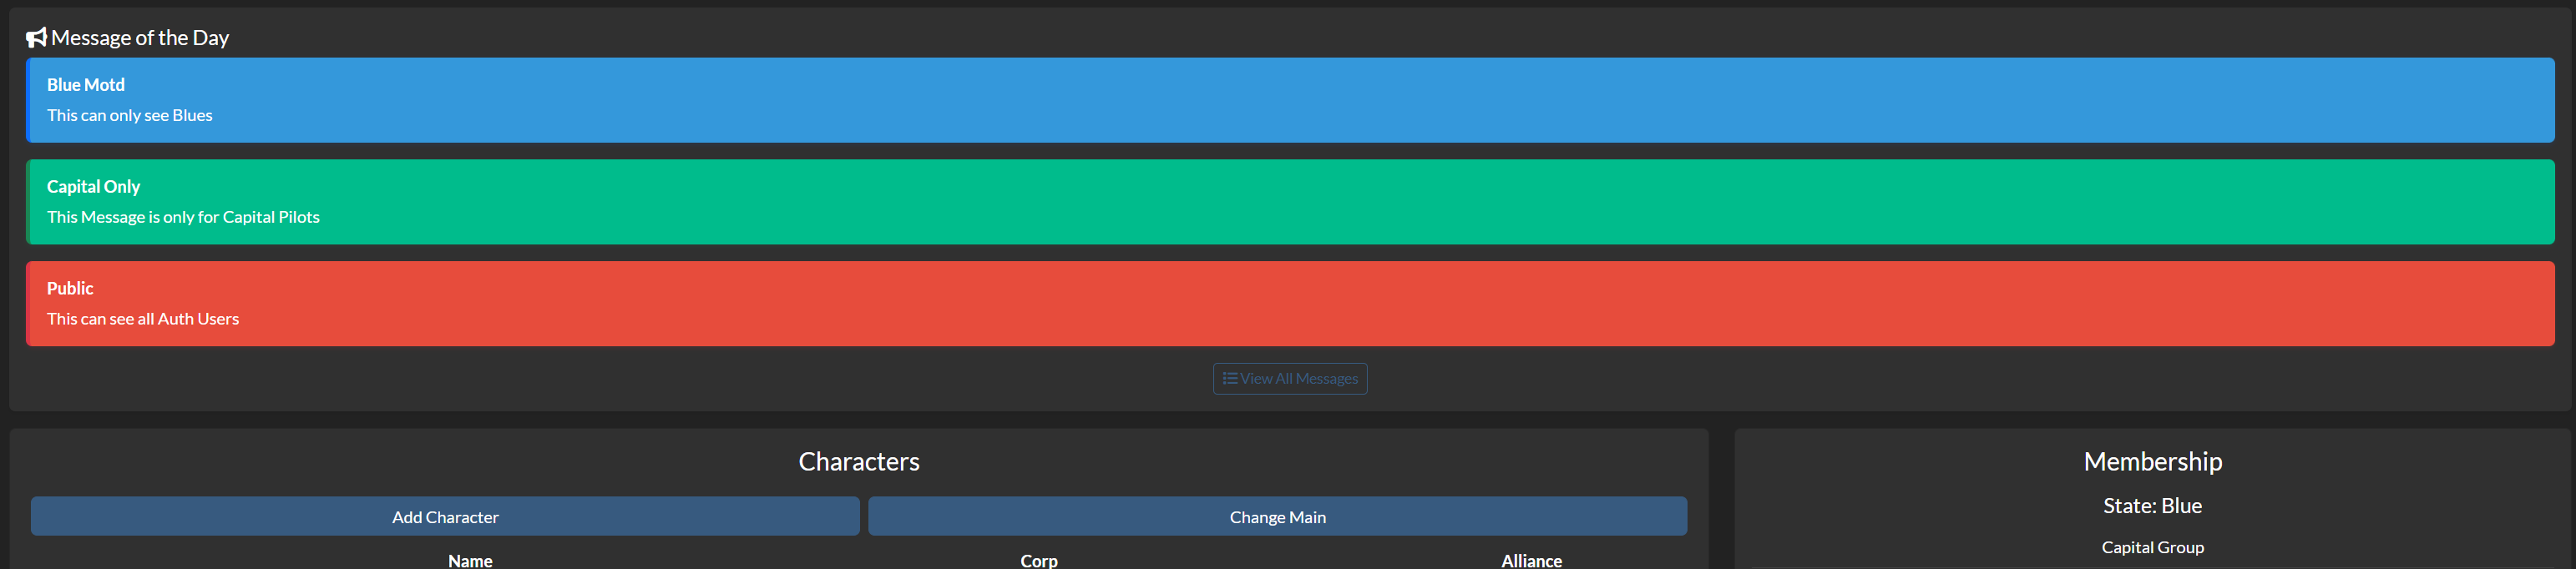 Message of the Day
Blue Motd
This can only see Blues
Capital Only
This Message is only for Capital Pilots
Public
This can see all Auth Users
View All Messages
Characters
Add Character
Change Main
Name
Corp
Alliance
Membership
State: Blue
Capital Group